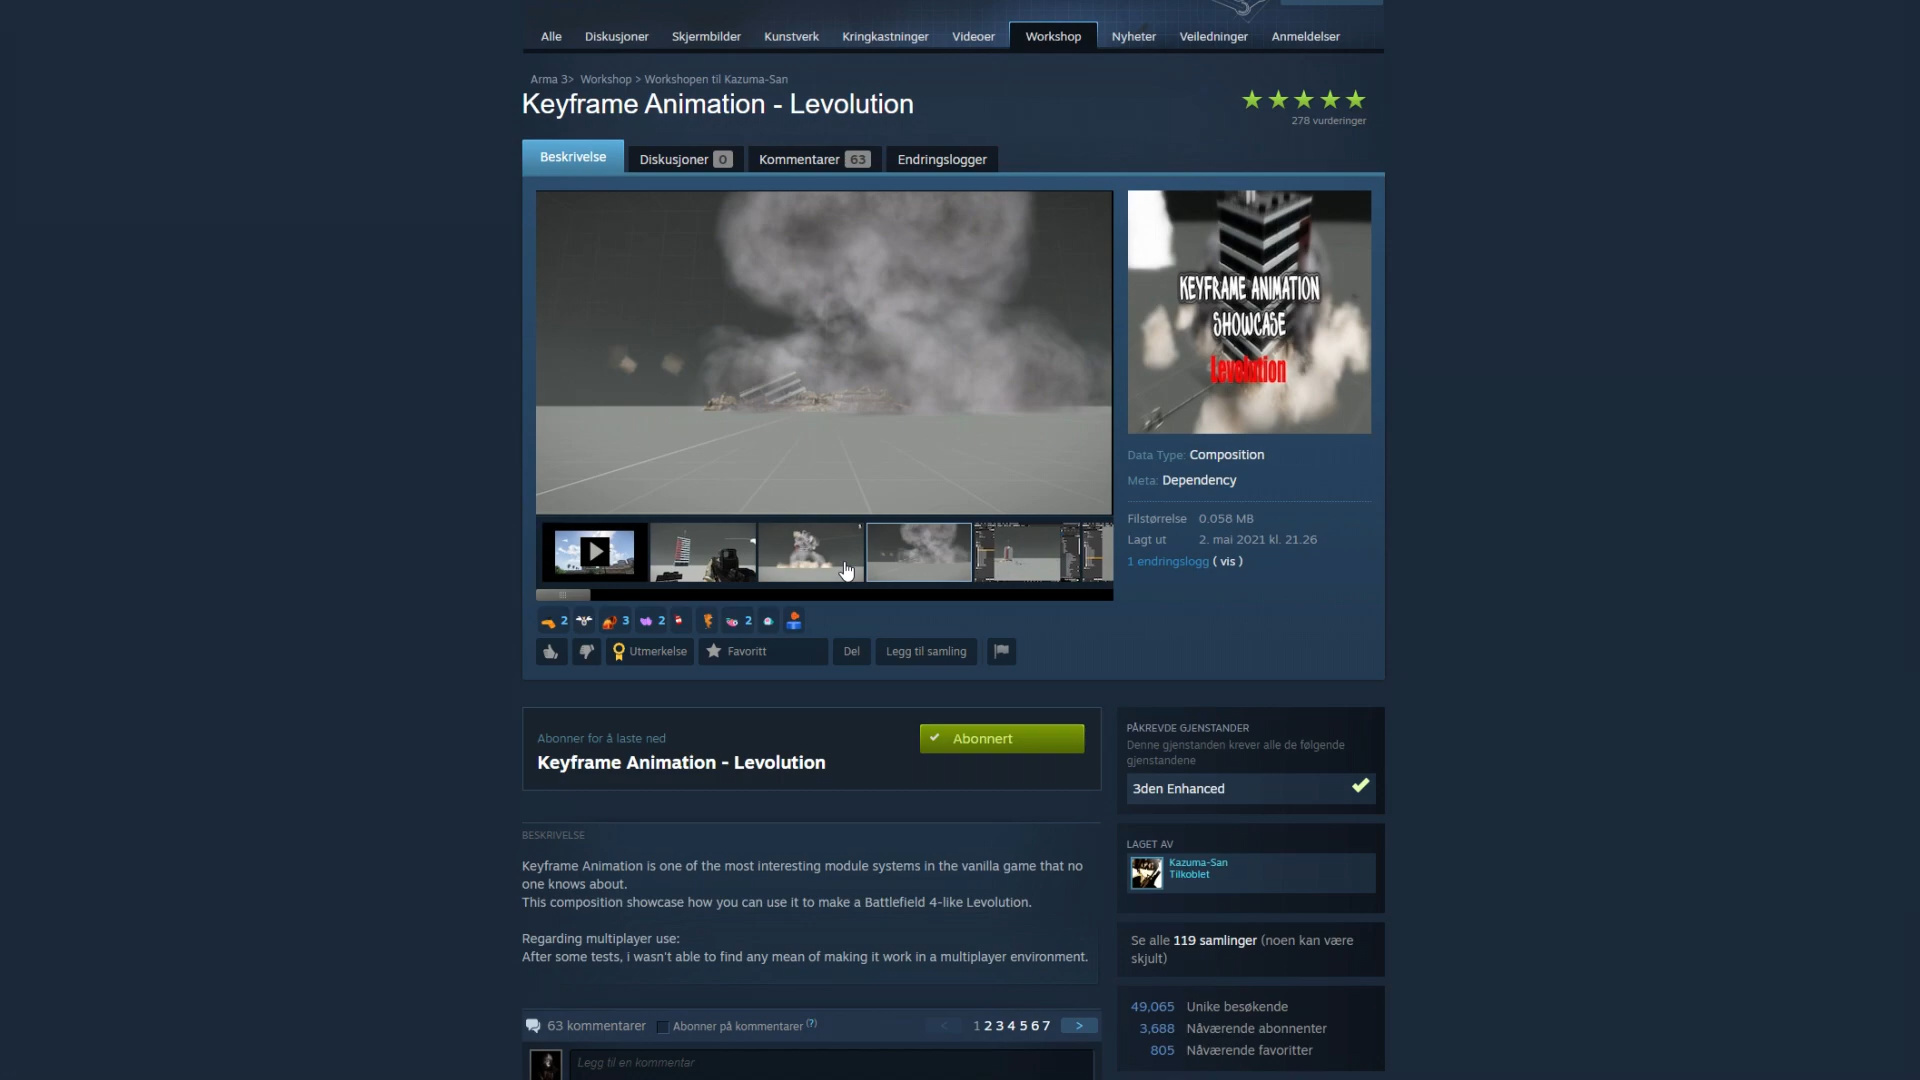 Alle Diskusjoner Skjermbilder Kunstverk Kringkastninger Videoer Workshop Nyheter Veiledninger Anmeldelser
Arma 3> Workshop > Workshopen til Kazuma-San
Keyframe Animation - Levolution
278 vurderinger
Beskrivelse
Diskusjoner 0
Kommentarer 63
Endringslogger
KEYFRAME ANIMATION
SHOWCASE
Levolution
Data Type: Composition
Meta: Dependency
Filstørrelse 0.058 MB
Lagt ut 2. mai 2021 kl. 21.26
1 endringslogg ( vis )
2 3 2 2
Utmerkelse
Favoritt
Del
Legg til samling
Abonner for å laste ned
Keyframe Animation - Levolution
Abonnert
PÅKREVDE GJENSTANDER
Denne gjenstanden krever alle de følgende
gjenstandene
3den Enhanced
LAGET AV
Kazuma-San
Tilkoblet
Se alle 119 samlinger (noen kan være
skjult)
49,065 Unike besøkende
3,688 Nåværende abonnenter
805 Nåværende favoritter
BESKRIVELSE
Keyframe Animation is one of the most interesting module systems in the vanilla game that no
one knows about.
This composition showcase how you can use it to make a Battlefield 4-like Levolution.
Regarding multiplayer use:
After some tests, i wasn't able to find any mean of making it work in a multiplayer environment.
63 kommentarer
Abonner på kommentarer (?)
< 1 2 3 4 5 6 7 >
Legg til en kommentar